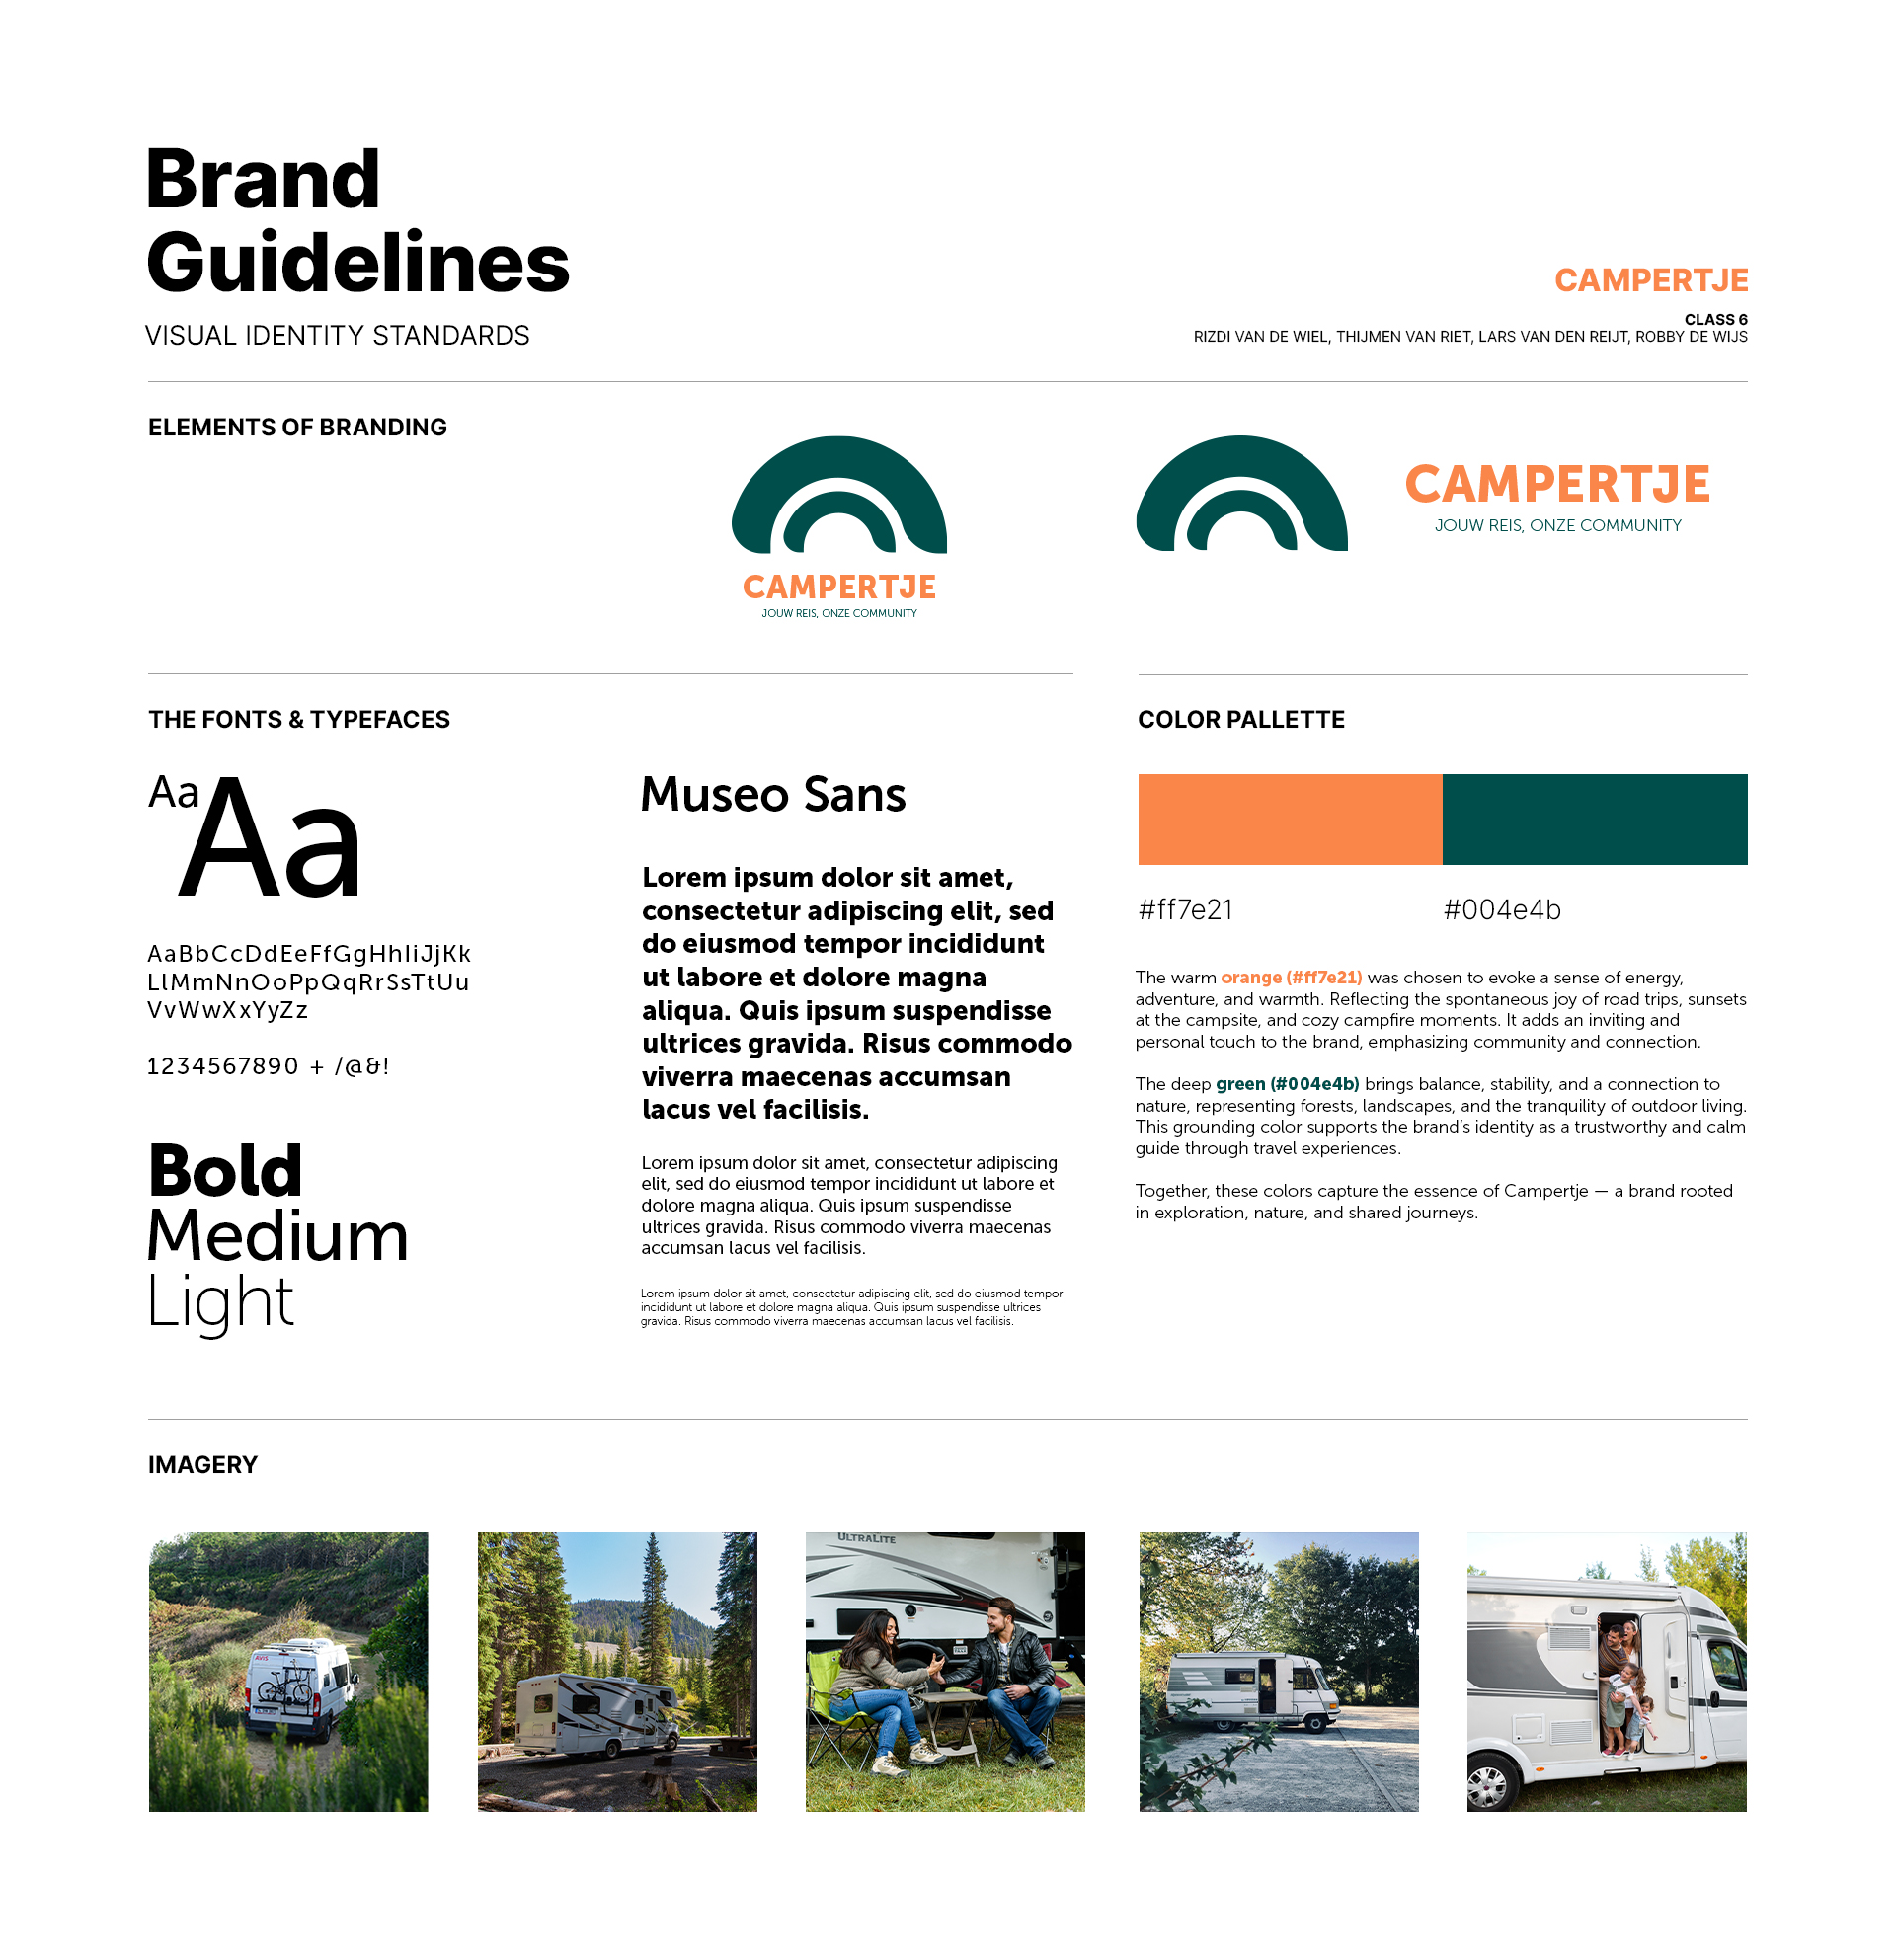 Brand
Guidelines
VISUAL IDENTITY STANDARDS
CAMPERTJE
CLASS 6
RIZDI VAN DE WIEL, THIJMEN VAN RIET, LARS VAN DEN REIJT, ROBBY DE WIJS
ELEMENTS OF BRANDING
CAMPERTJE
JOUW REIS, ONZE COMMUNITY
CAMPERTJE
JOUW REIS, ONZE COMMUNITY
THE FONTS & TYPEFACES
Aa
Aa
AaBbCcDdEeFfGgHhIiJjKk
LlMmNnOoPpQqRrSsTtUu
VvWwXxYyZz
1234567890 + /@&!
Bold
Medium
Light
Museo Sans
Lorem ipsum dolor sit amet,
consectetur adipiscing elit, sed
do eiusmod tempor incididunt
ut labore et dolore magna
aliqua. Quis ipsum suspendisse
ultrices gravida. Risus commodo
viverra maecenas accumsan
lacus vel facilisis.
Lorem ipsum dolor sit amet, consectetur adipiscing
elit, sed do eiusmod tempor incididunt ut labore et
dolore magna aliqua. Quis ipsum suspendisse
ultrices gravida. Risus commodo viverra maecenas
accumsan lacus vel facilisis.
Lorem ipsum dolor sit amet, consectetur adipiscing elit, sed do eiusmod tempor
incididunt ut labore et dolore magna aliqua. Quis ipsum suspendisse ultrices
gravida. Risus commodo viverra maecenas accumsan lacus vel facilisis.
COLOR PALLETTE
#ff7e21
#004e4b
The warm orange (#ff7e21) was chosen to evoke a sense of energy,
adventure, and warmth. Reflecting the spontaneous joy of road trips, sunsets
at the campsite, and cozy campfire moments. It adds an inviting and
personal touch to the brand, emphasizing community and connection.
The deep green (#004e4b) brings balance, stability, and a connection to
nature, representing forests, landscapes, and the tranquility of outdoor living.
This grounding color supports the brand’s identity as a trustworthy and calm
guide through travel experiences.
Together, these colors capture the essence of Campertje — a brand rooted
in exploration, nature, and shared journeys.
IMAGERY
AVIS
ULTRALITE